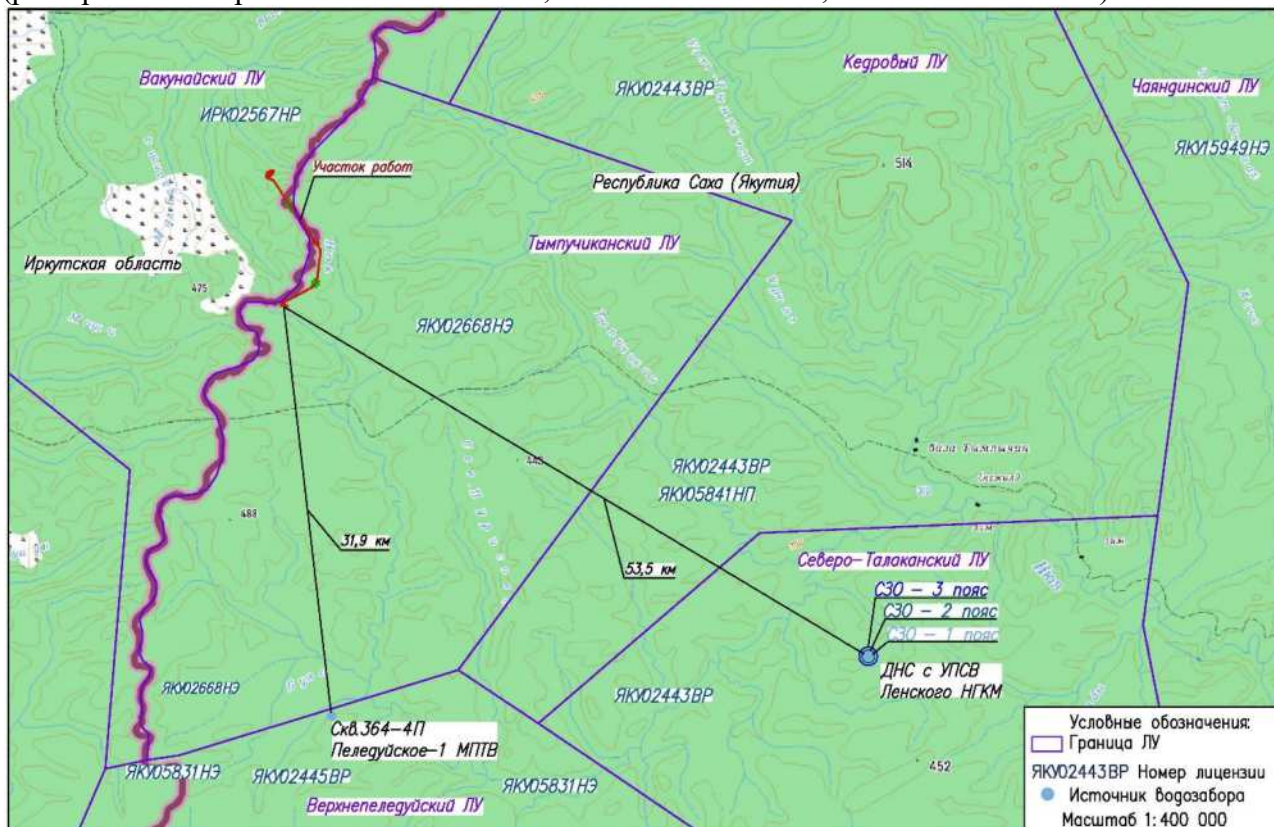 Вакунайский ЛУ
Кедровый ЛУ
Чаяндинский ЛУ
ИРК02567НР
ЯКУ02443ВР
ЯКУ15949НЭ
Участок работ
514
Республика Саха (Якутия)
Тымпучиканский ЛУ
Иркутская область
475
ЯКУ02668НЭ
443
ЯКУ02443ВР
ЯКУ05841НП
488
31,9 км
53,5 км
Северо-Талаканский ЛУ
СЗО - 3 пояс
СЗО - 2 пояс
СЗО - 1 пояс
ДНС с УПСВ
Ленского НГКМ
ЯКУ02668НЭ
ЯКУ02443ВР
Скв.364-4П
Пеледуйское-1 МПТВ
ЯКУ05831НЭ
ЯКУ02445ВР
ЯКУ05831НЭ
Верхнепеледуйский ЛУ
452
Условные обозначения:
Граница ЛУ
ЯКУ02443ВР Номер лицензии
Источник водозабора
Масштаб 1:400 000